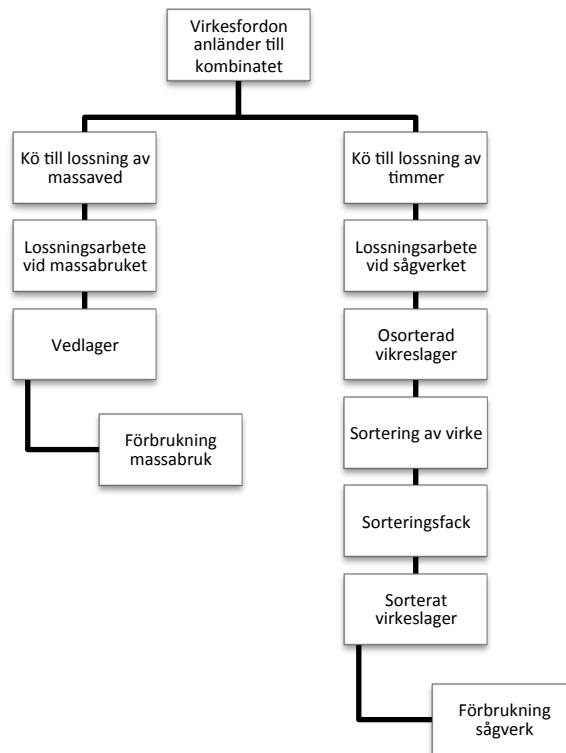 Virkesfordon
anländer till
kombinatet
Kö till lossning av
massaved
Lossningsarbete
vid massabruket
Vedlager
Förbrukning
massabruk
Kö till lossning av
timmer
Lossningsarbete
vid sågverket
Osorterad
vikreslager
Sortering av virke
Sorteringsfack
Sorterat
virkeslager
Förbrukning
sågverk